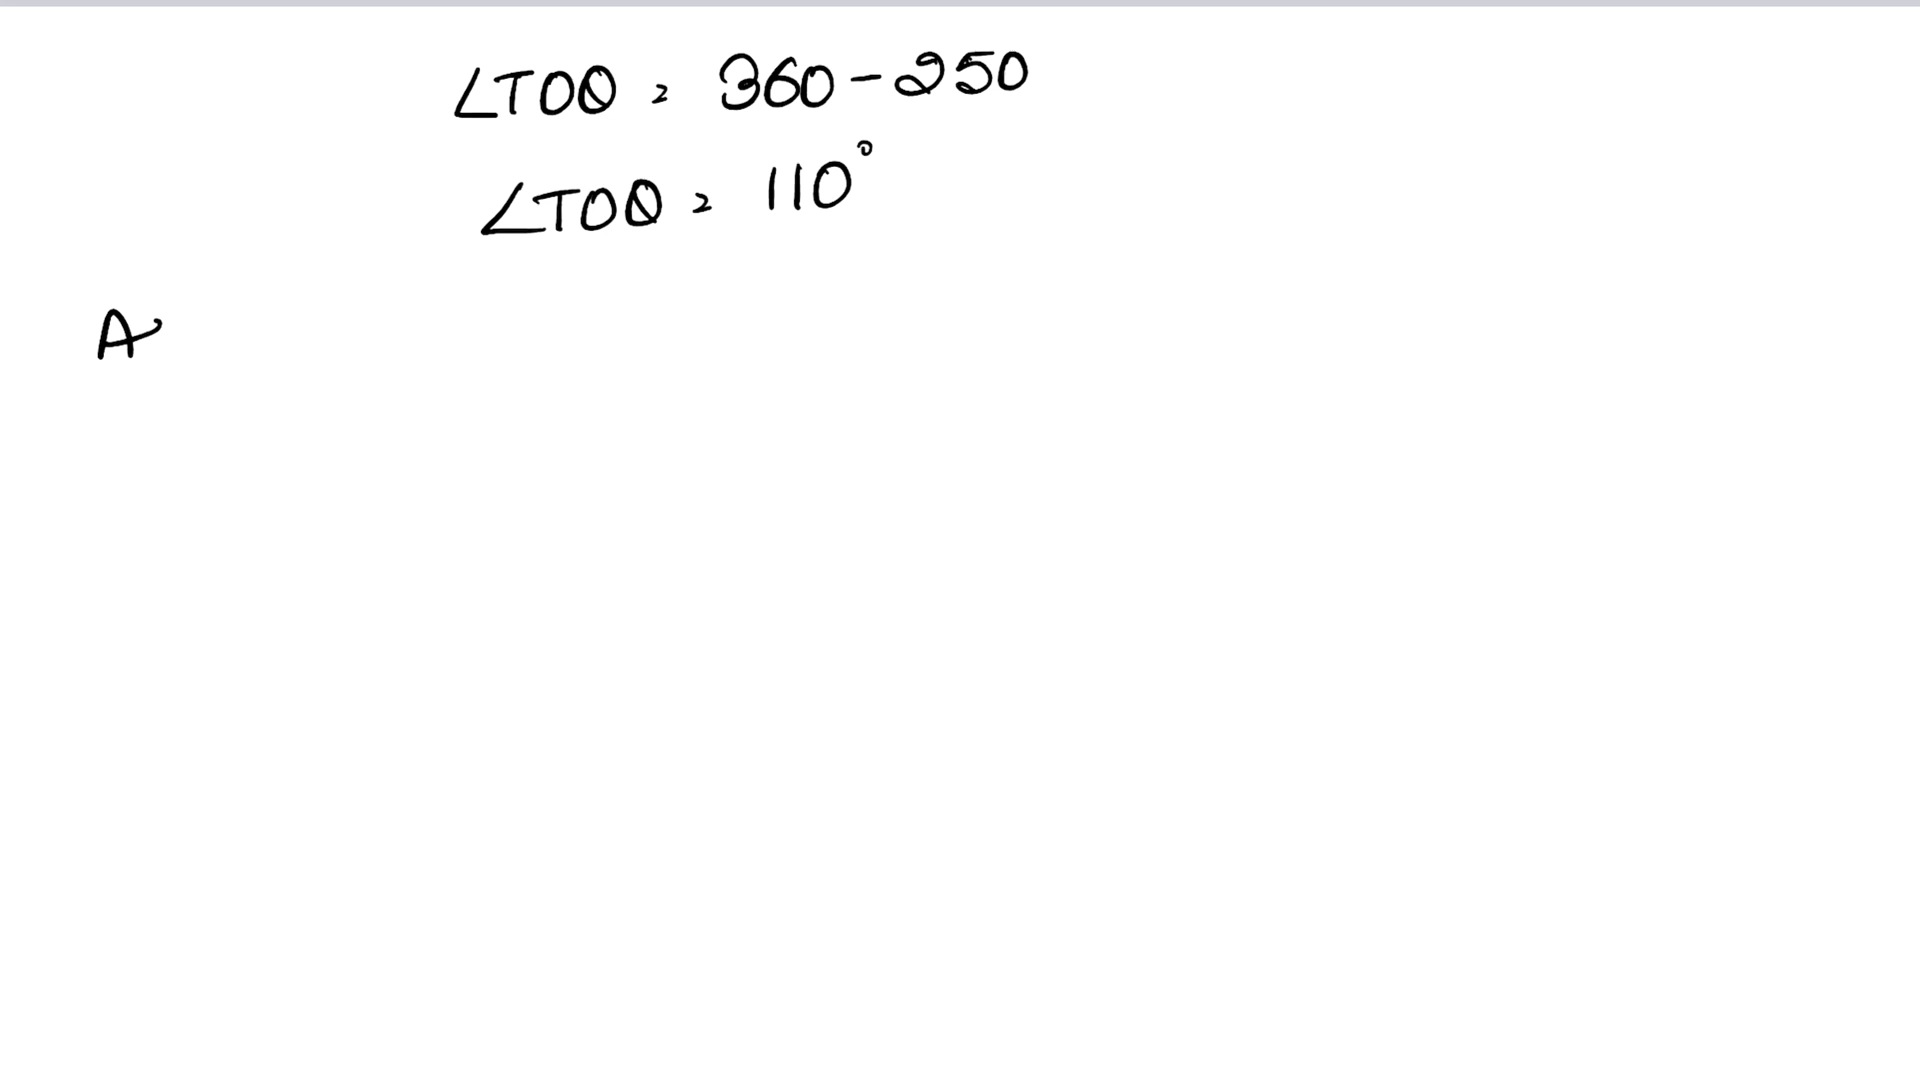 ∠TOQ = 360-250
∠TOQ = 110°
A